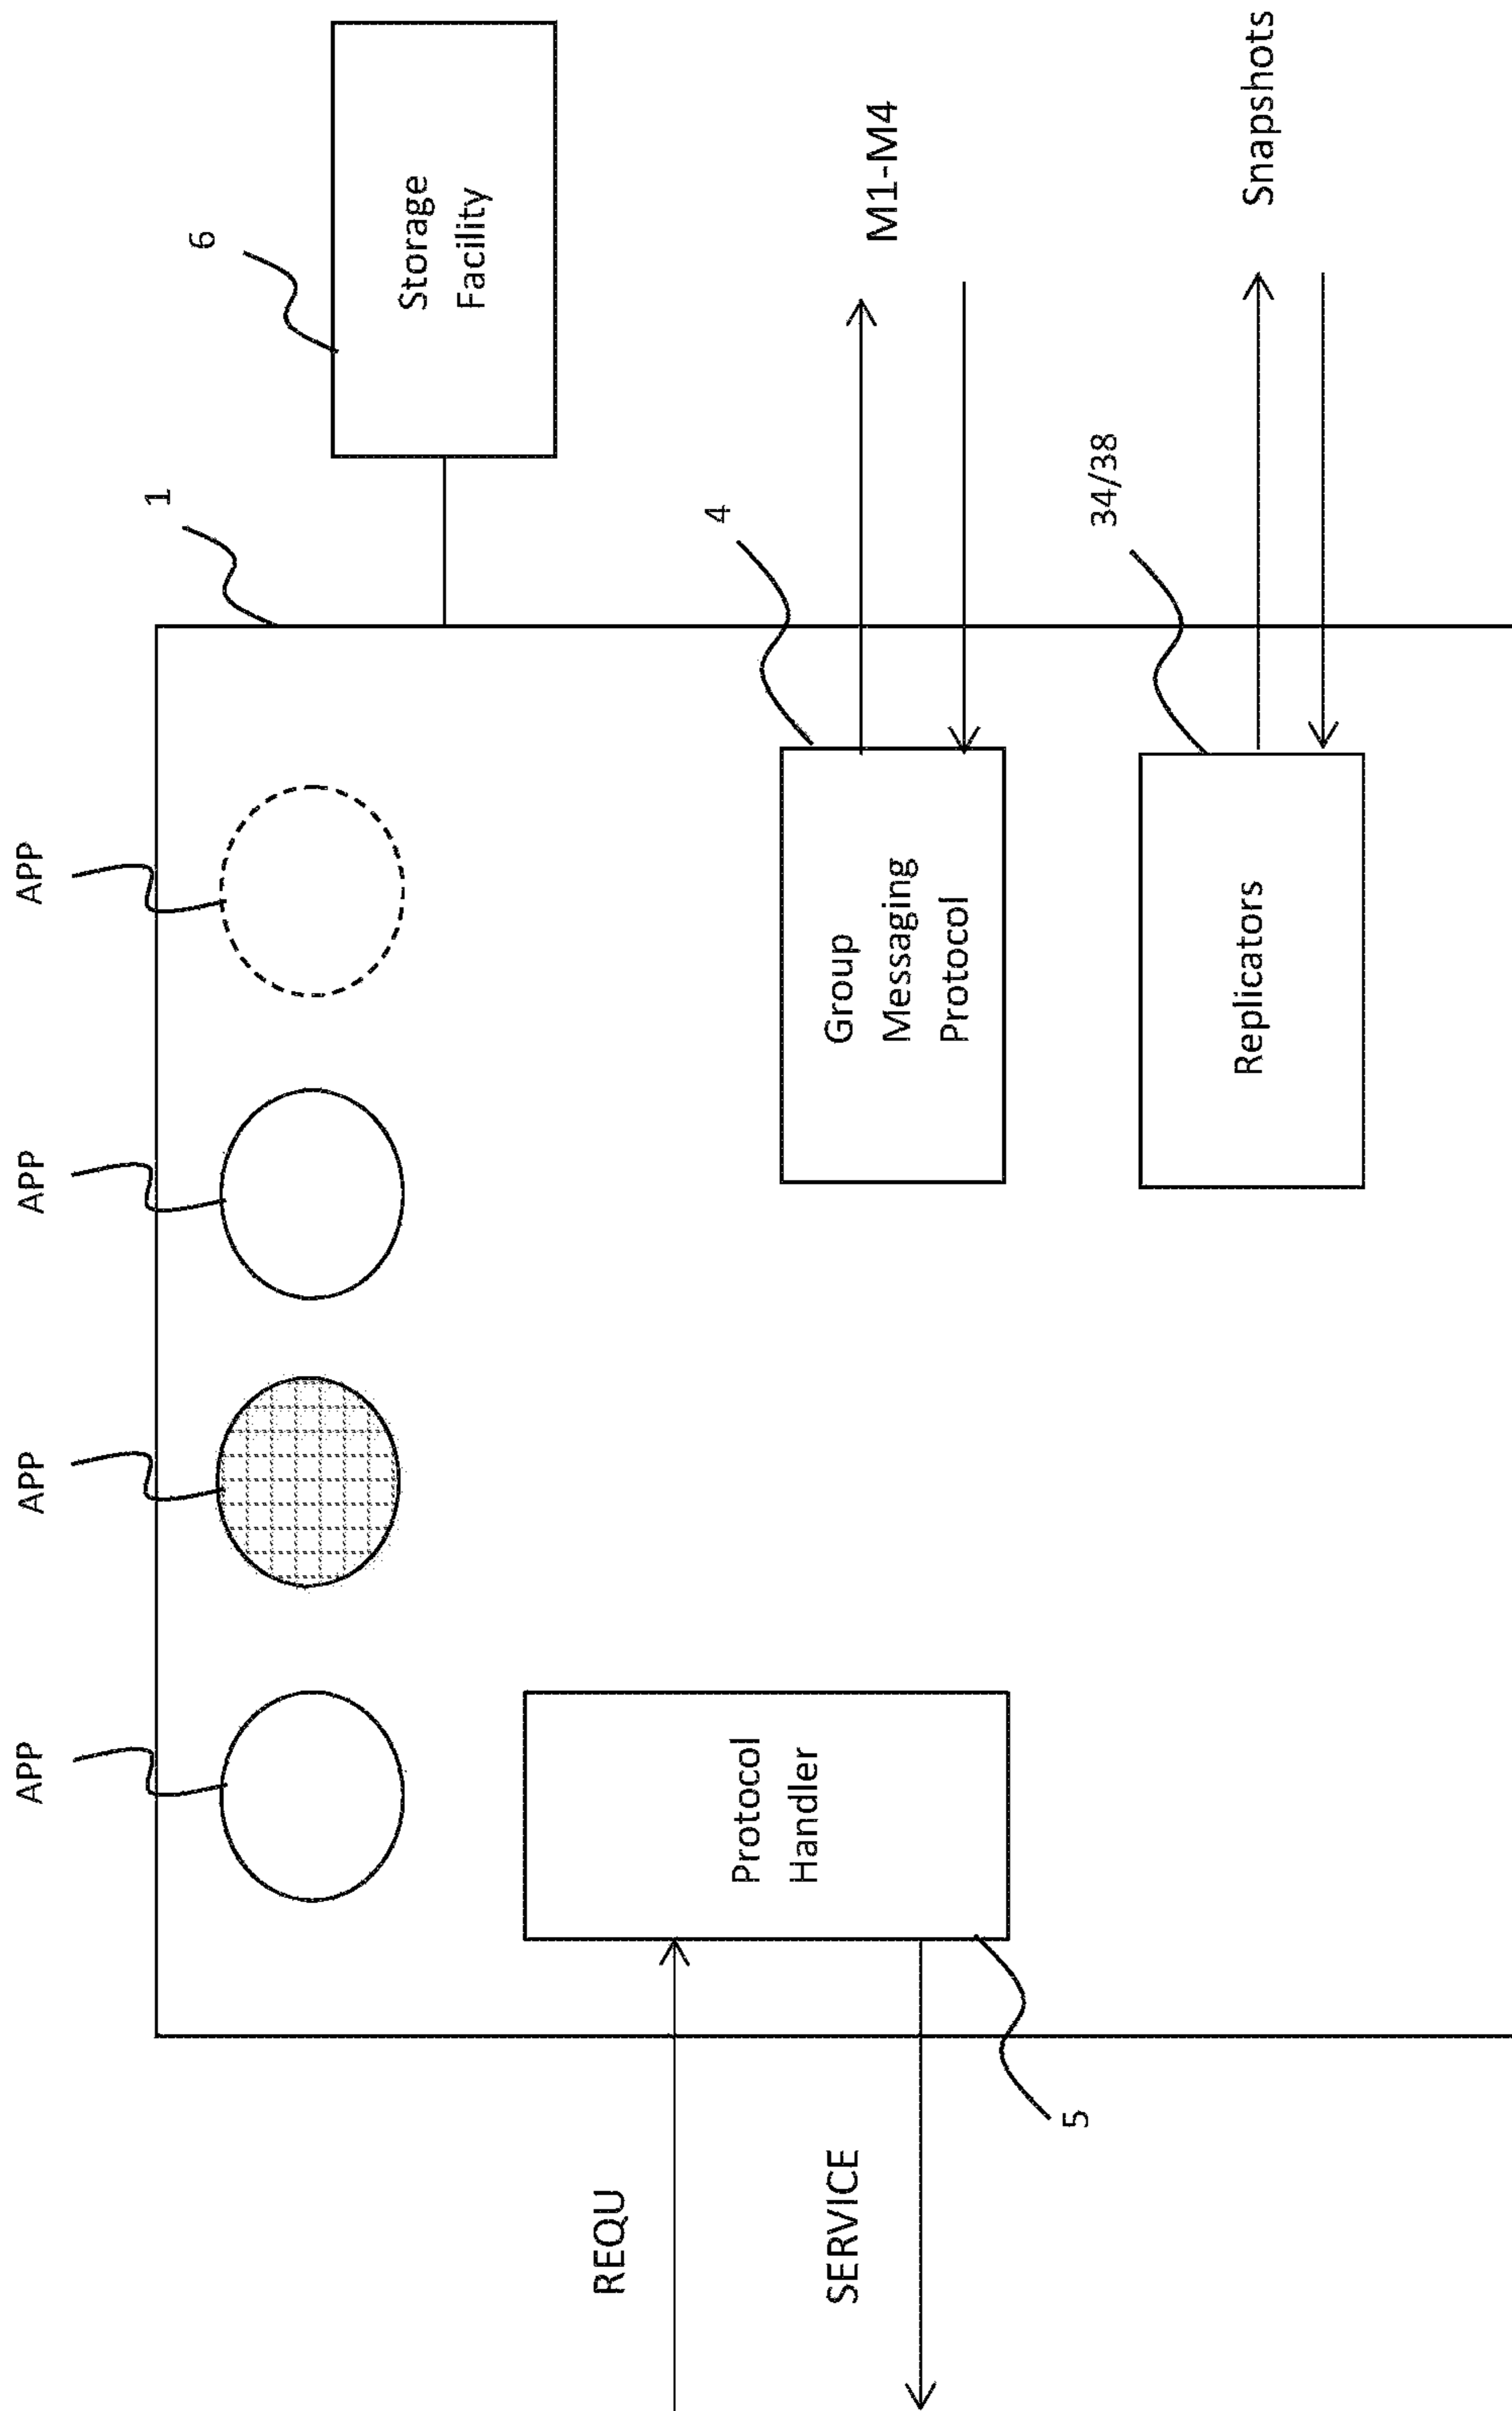 APP
APP
APP
APP
1
6
Storage
Facility
REQU
Protocol
Handler
SERVICE
5
4
Group
Messaging
Protocol
M1-M4
34/38
Replicators
Snapshots